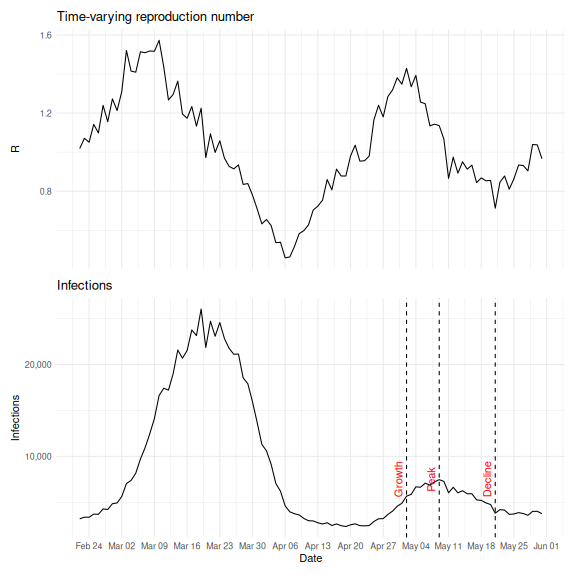 Time-varying reproduction number
1.6
1.2
0.8
R
Infections
20,000
10,000
Infections
Growth
Peak
Decline
Feb 24 Mar 02 Mar 09 Mar 16 Mar 23 Mar 30 Apr 06 Apr 13 Apr 20 Apr 27 May 04 May 11 May 18 May 25 Jun 01
Date